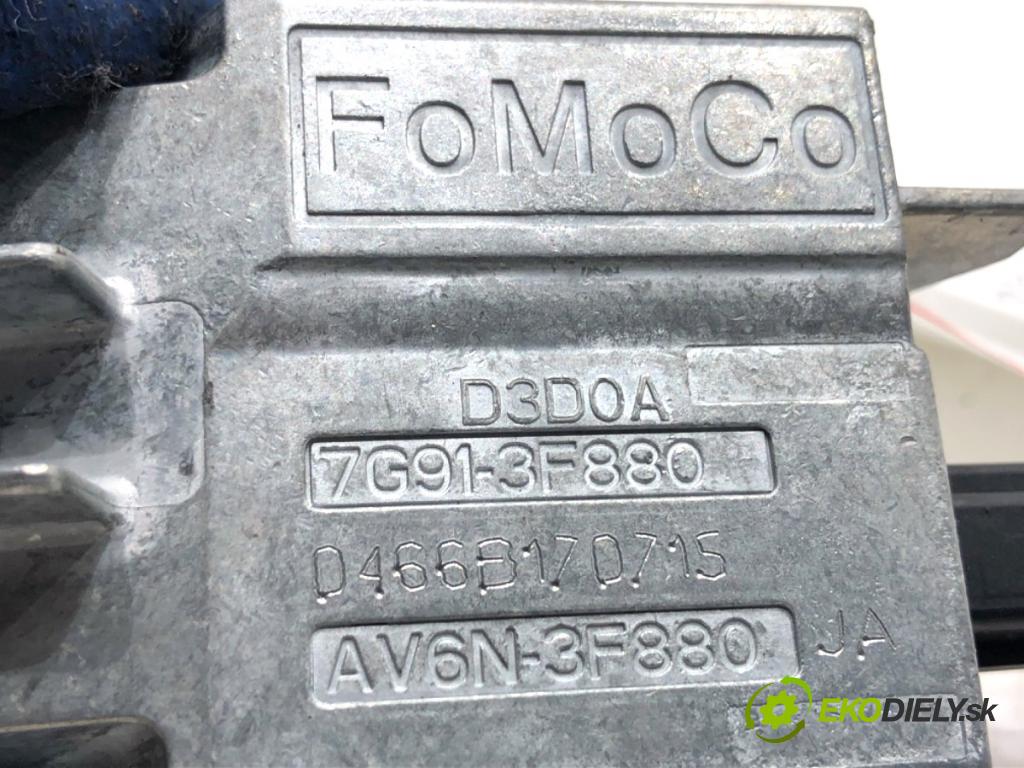 FoMoCo
D3D0A
7G91-3F880
D466B170715
AV6N-3F880 JA
EKODIELY.sk